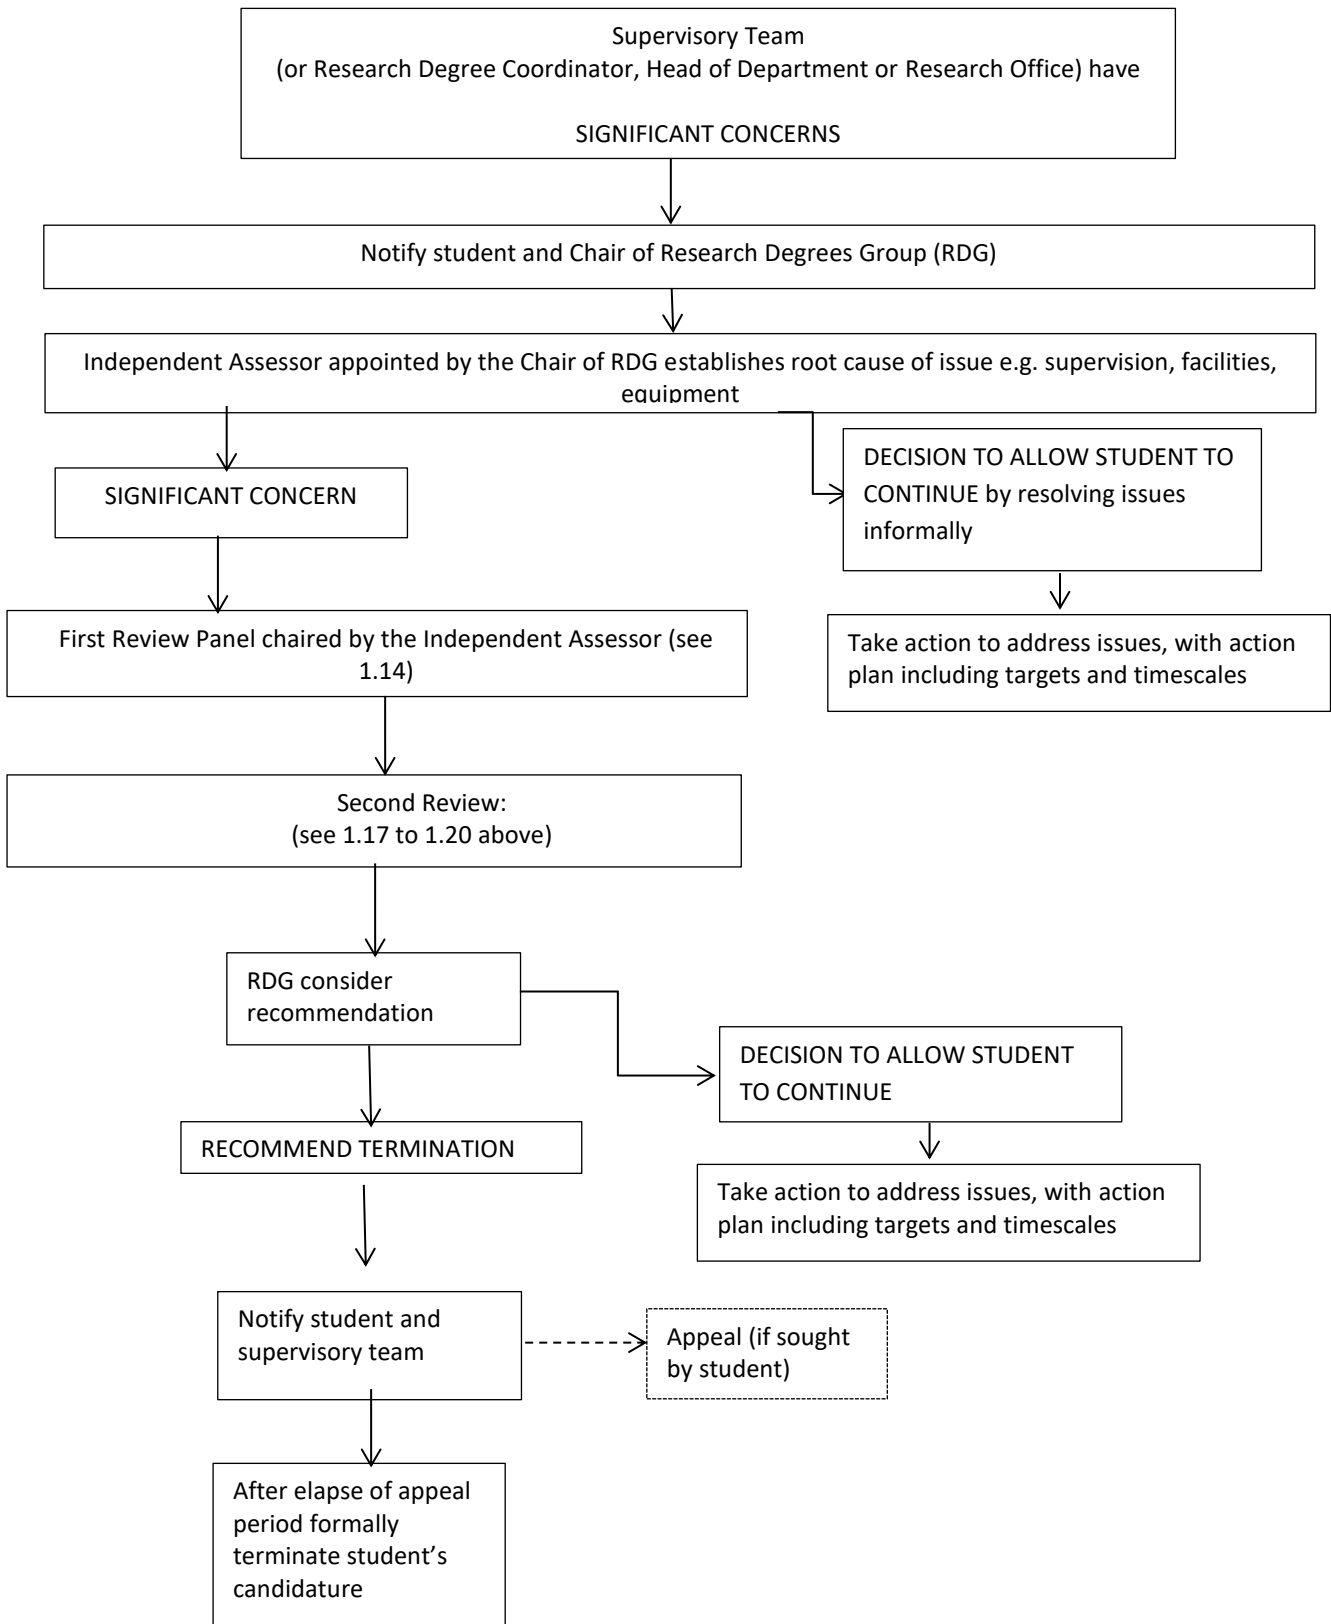 Supervisory Team
(or Research Degree Coordinator, Head of Department or Research Office) have
SIGNIFICANT CONCERNS
Notify student and Chair of Research Degrees Group (RDG)
Independent Assessor appointed by the Chair of RDG establishes root cause of issue e.g. supervision, facilities,
equipment
DECISION TO ALLOW STUDENT TO
CONTINUE by resolving issues
informally
SIGNIFICANT CONCERN
First Review Panel chaired by the Independent Assessor (see
1.14)
Take action to address issues, with action
plan including targets and timescales
Second Review:
(see 1.17 to 1.20 above)
RDG consider
recommendation
DECISION TO ALLOW STUDENT
TO CONTINUE
RECOMMEND TERMINATION
Take action to address issues, with action
plan including targets and timescales
Notify student and
supervisory team
Appeal (if sought
by student)
After elapse of appeal
period formally
terminate student’s
candidature